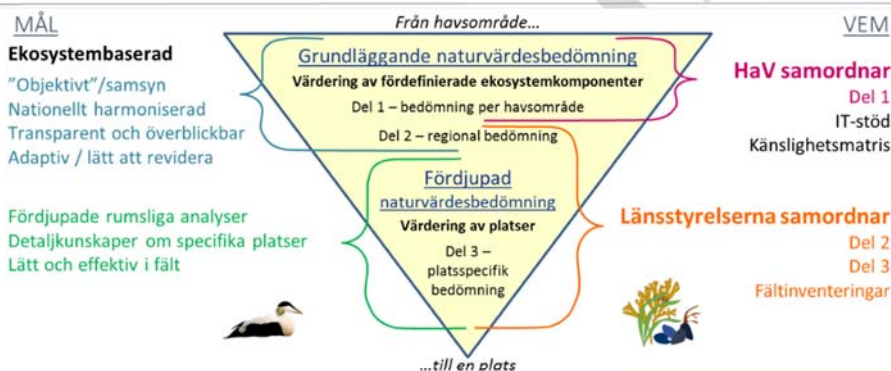 MÅL
Ekosystembaserad
"Objektivt"/samsyn
Nationellt harmoniserad
Transparent och överblickbar
Adaptiv / lätt att revidera
Fördjupade rumsliga analyser
Detaljkunskaper om specifika platser
Lätt och effektiv i fält
Från havsområde...
Grundläggande naturvärdesbedömning
Värdering av fördefinierade ekosystemkomponenter
Del 1 – bedömning per havsområde
Del 2 – regional bedömning
Fördjupad
naturvärdesbedömning
Värdering av platser
Del 3 –
platsspecifik
bedömning
...till en plats
VEM
HaV samordnar
Del 1
IT-stöd
Känslighetsmatris
Länsstyrelserna samordnar
Del 2
Del 3
Fältinventeringar